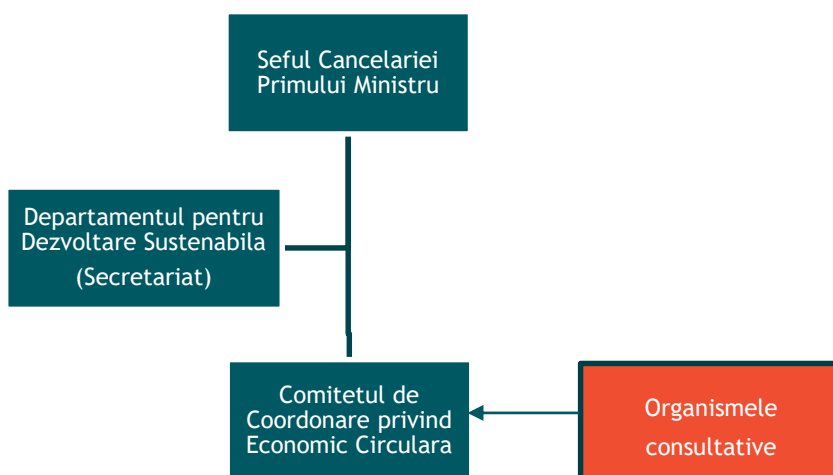 Seful Cancelariei
Primului Ministru
Departamentul pentru
Dezvoltare Sustenabila
(Secretariat)
Comitetul de
Coordonare privind
Economic Circulara
Organismele
consultative